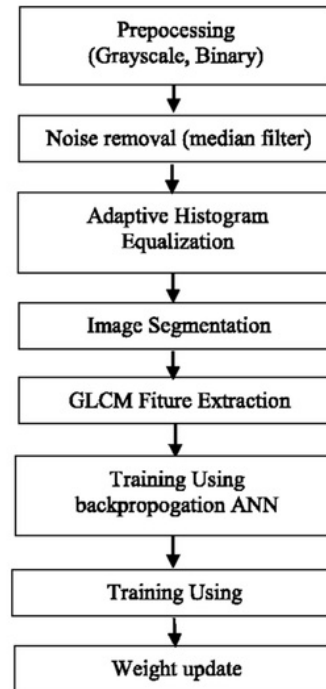 Prepocessing
(Grayscale, Binary)
Noise removal (median filter)
Adaptive Histogram
Equalization
Image Segmentation
GLCM Fiture Extraction
Training Using
backpropogation ANN
Training Using
Weight update